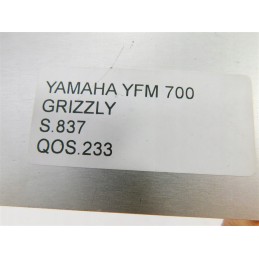 YAMAHA YFM 700
GRIZZLY
S.837
QOS.233